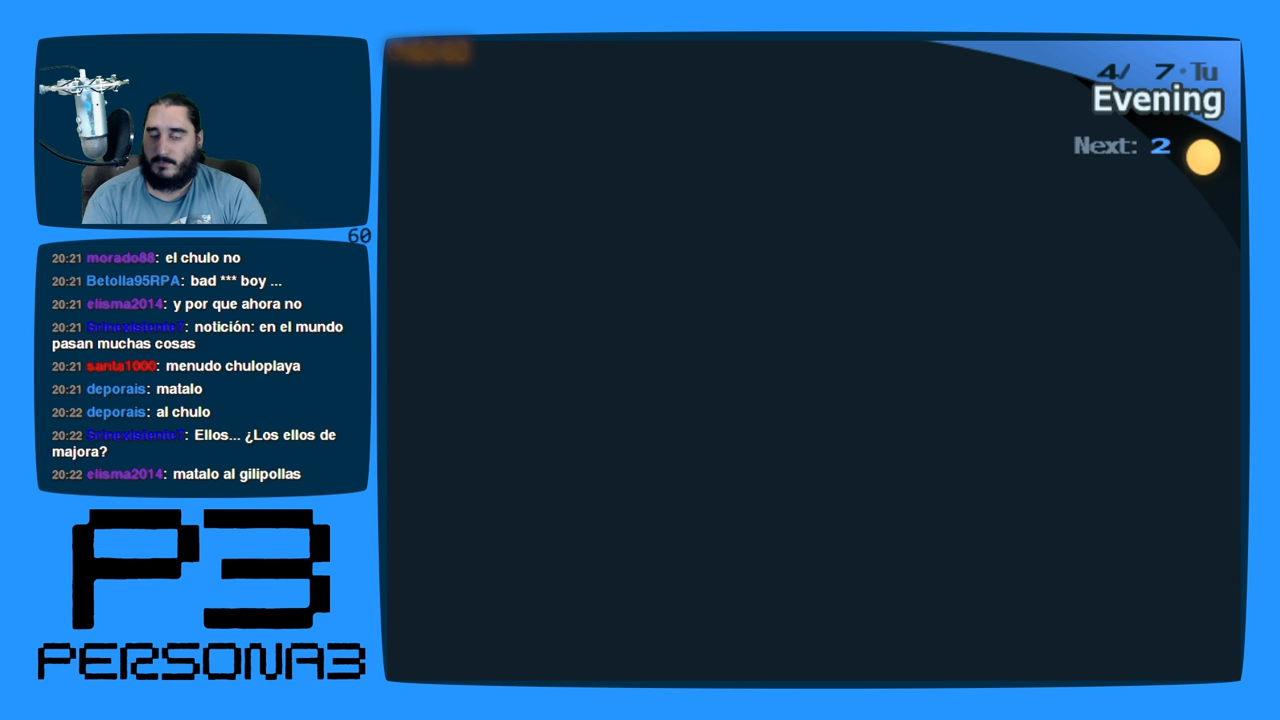 4/ 7 · Tu
Evening
Next: 2
60
20:21 morado88: el chulo no
20:21 Betolla95RPA: bad *** boy ...
20:21 elisma2014: y por que ahora no
20:21 : notición: en el mundo
pasan muchas cosas
20:21 santa1000: menudo chuloplaya
20:21 deporais: matalo
20:22 deporais: al chulo
20:22 : Ellos... ¿Los ellos de
majora?
20:22 elisma2014: matalo al gilipollas
P3
PERSONA3